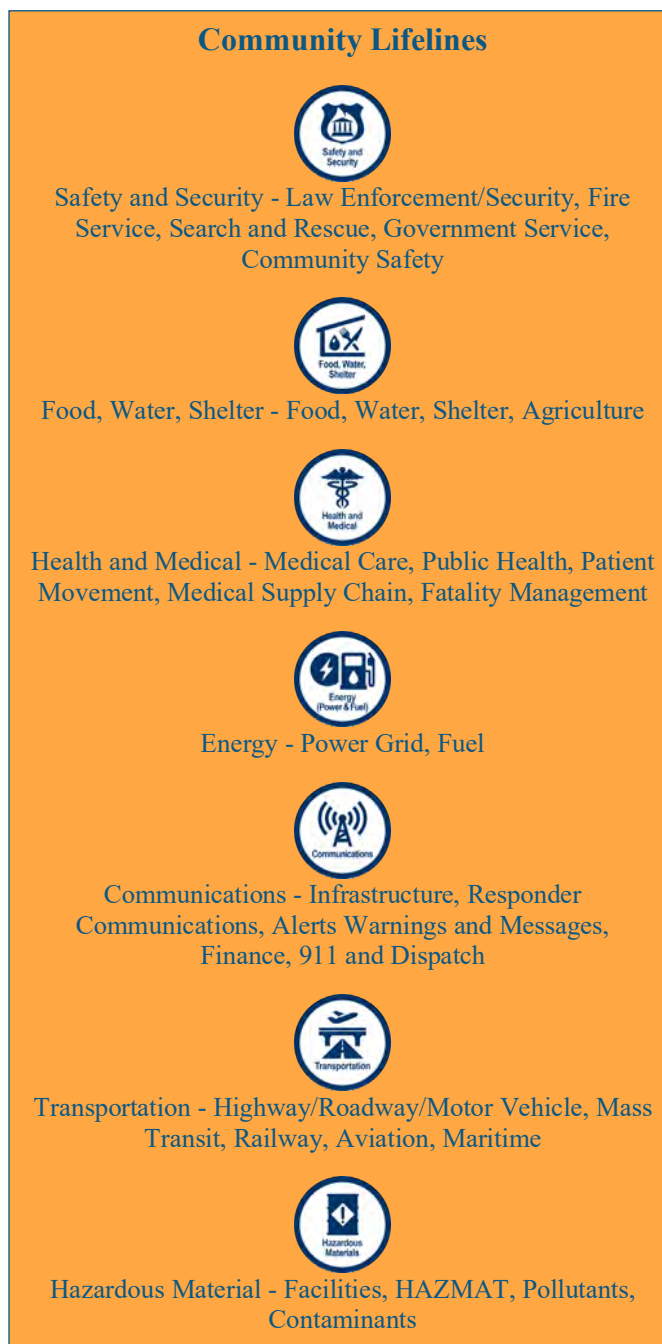 Community Lifelines
Safety and
Security
Safety and Security - Law Enforcement/Security, Fire
Service, Search and Rescue, Government Service,
Community Safety
Food, Water,
Shelter
Food, Water, Shelter - Food, Water, Shelter, Agriculture
Health and
Medical
Health and Medical - Medical Care, Public Health, Patient
Movement, Medical Supply Chain, Fatality Management
Energy
(Power & Fuel)
Energy - Power Grid, Fuel
Communications
Communications - Infrastructure, Responder
Communications, Alerts Warnings and Messages,
Finance, 911 and Dispatch
Transportation
Transportation - Highway/Roadway/Motor Vehicle, Mass
Transit, Railway, Aviation, Maritime
Hazardous
Materials
Hazardous Material - Facilities, HAZMAT, Pollutants,
Contaminants